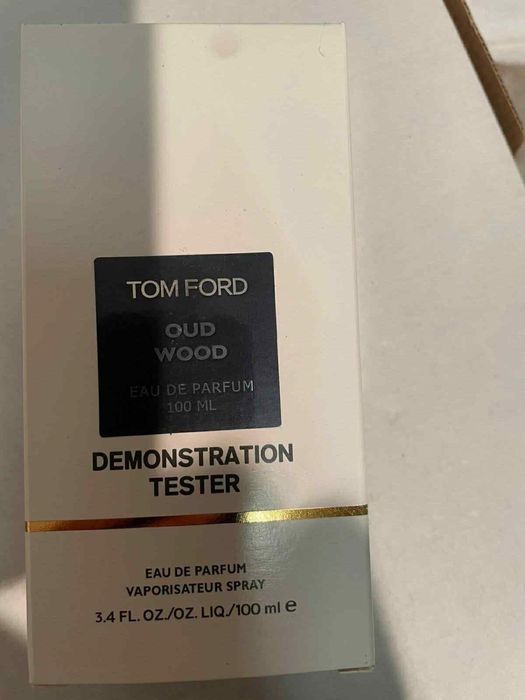 TOM FORD
OUD
WOOD
EAU DE PARFUM
100 ML
DEMONSTRATION
TESTER
EAU DE PARFUM
VAPORISATEUR SPRAY
3.4 FL. OZ./OZ. LIQ./100 ml e